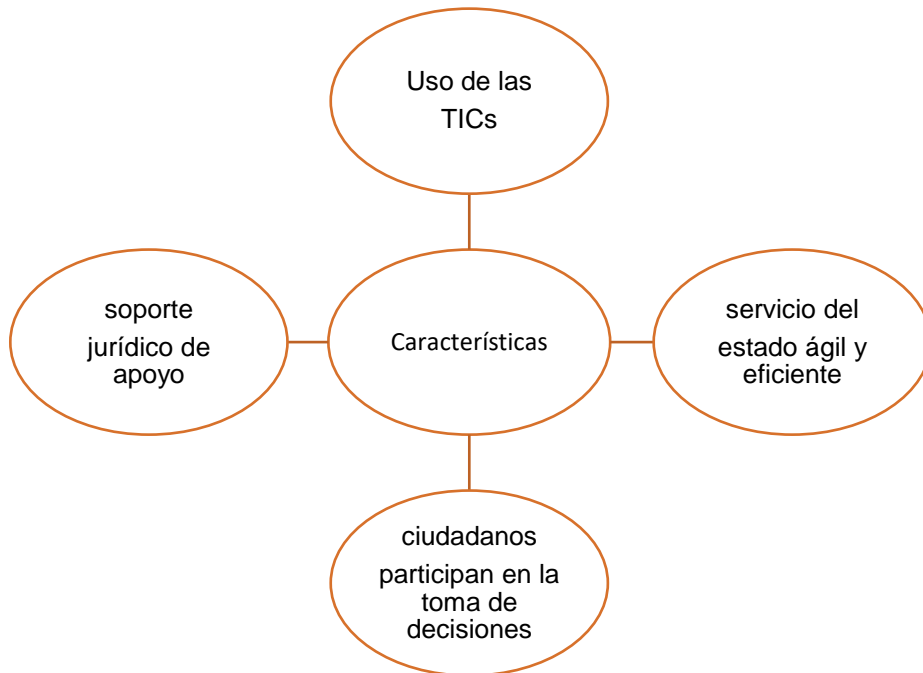 Uso de las
TICs
soporte
jurídico de
apoyo
Característícas
servicio del
estado ágil y
eficiente
ciudadanos
participan en la
toma de
decisiones